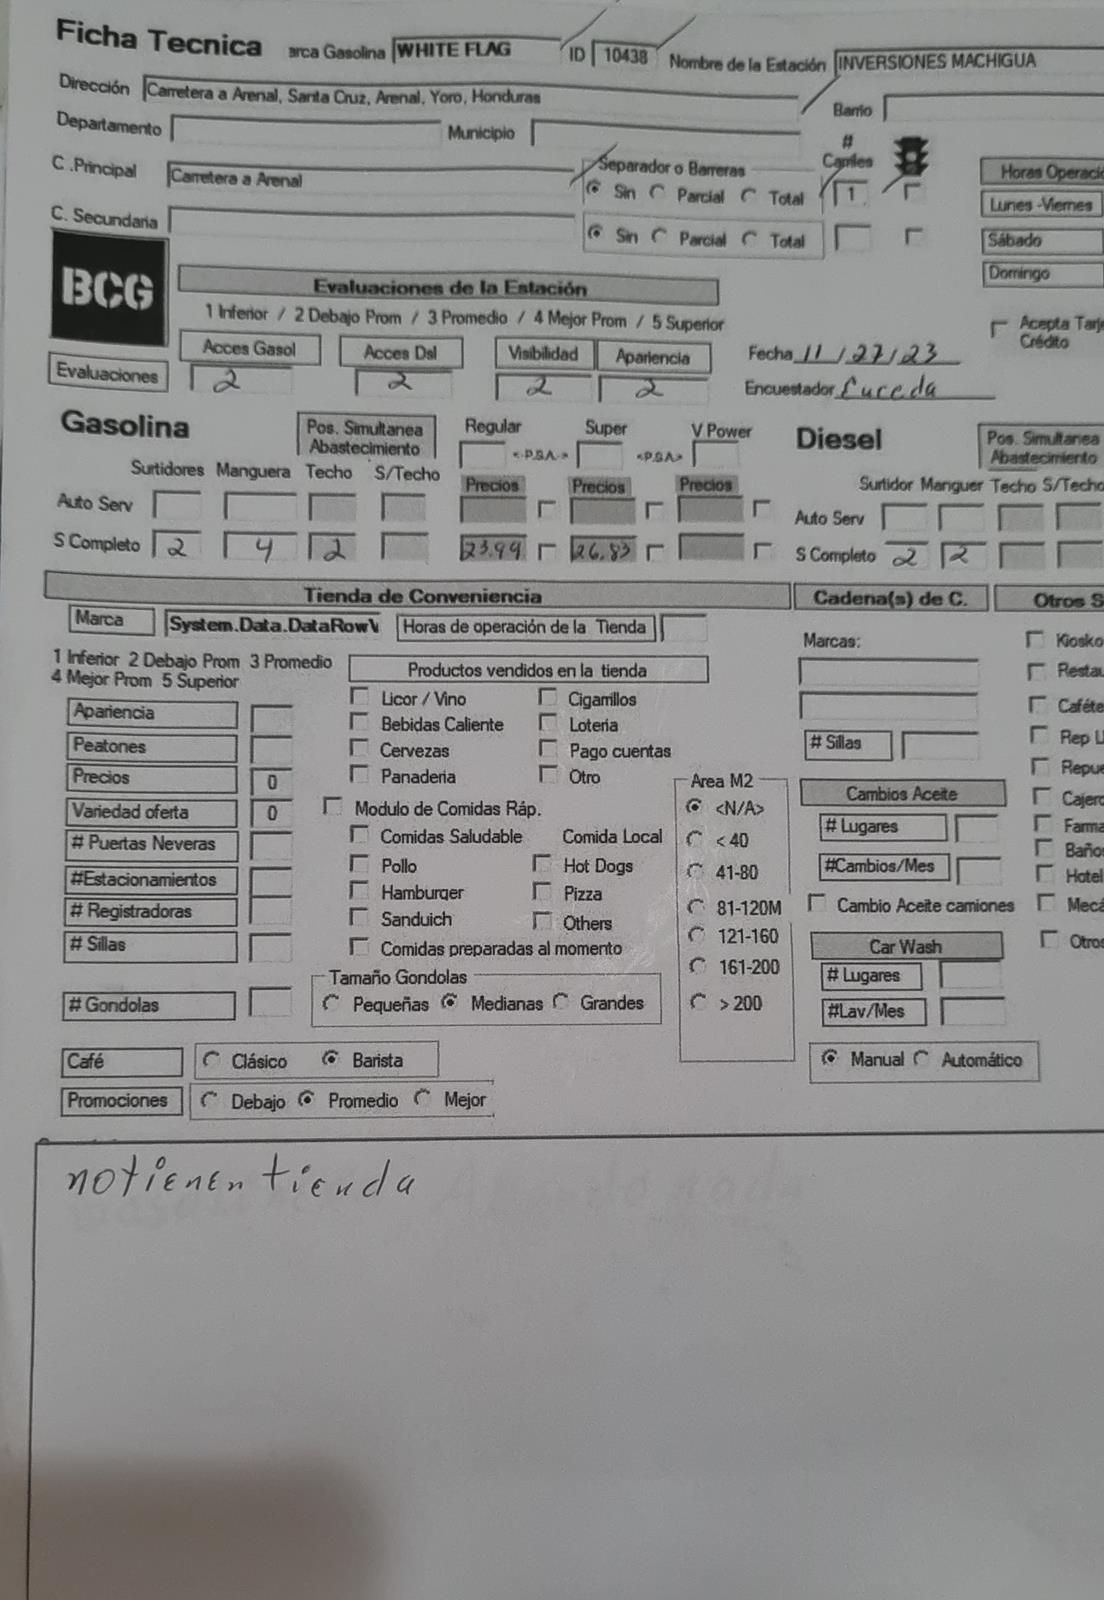 Ficha Tecnica arca Gasolina WHITE FLAG ID 10438 Nombre de la Estación INVERSIONES MACHIGUA
Dirección Carretera a Arenal, Santa Cruz, Arenal, Yoro, Honduras Barrio
Departamento Municipio
# Carriles
C .Principal Carretera a Arenal Separador o Barreras Sin Parcial Total 1 Horas Operació
Lunes -Viernes
C. Secundaria Sin Parcial Total Sábado
Domingo
BCG
Evaluaciones de la Estación
1 Inferior / 2 Debajo Prom / 3 Promedio / 4 Mejor Prom / 5 Superior Acepta Tarje
Crédito
Acces Gasol Acces Dsl Visibilidad Apariencia Fecha 11/27/23
Evaluaciones 2 2 2 2 Encuestador Euceda
Gasolina Pos. Simultanea Abastecimiento Regular Super V Power Diesel Pos. Simultanea Abastecimiento
<-P.S.A.-> <-P.S.A>
Surtidores Manguera Techo S/Techo Precios Precios Precios Surtidor Manguer Techo S/Techo
Auto Serv Auto Serv
S Completo 2 4 2 23.99 26.83 S Completo 2 2
Tienda de Conveniencia Cadena(s) de C. Otros S
Marca System.Data.DataRowV Horas de operación de la Tienda Marcas: Kiosko
1 Inferior 2 Debajo Prom 3 Promedio
4 Mejor Prom 5 Superior
Productos vendidos en la tienda Restau
Apariencia Licor / Vino Cigarrillos Caféte
Peatones Bebidas Caliente Loteria # Sillas Rep U
Cervezas Pago cuentas Repue
Precios 0 Panaderia Otro Area M2 Cambios Aceite Cajero
Variedad oferta 0 Modulo de Comidas Ráp. <N/A> # Lugares Farma
# Puertas Neveras Comidas Saludable Comida Local < 40 Baño
#Estacionamientos Pollo Hot Dogs 41-80 #Cambios/Mes Hotel
# Registradoras Hamburger Pizza 81-120M Cambio Aceite camiones Mecá
# Sillas Sanduich Others 121-160 Car Wash Otros
Comidas preparadas al momento 161-200 # Lugares
Tamaño Gondolas
# Gondolas Pequeñas Medianas Grandes > 200 #Lav/Mes
Café Clásico Barista Manual Automático
Promociones Debajo Promedio Mejor
no tienen tienda